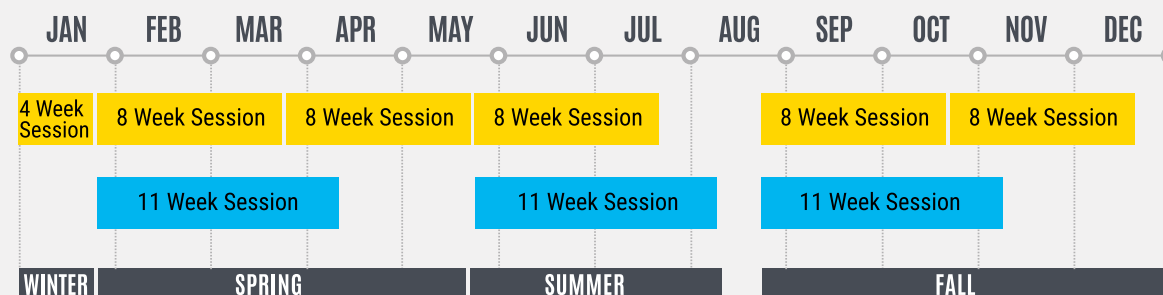 JAN FEB MAR APR MAY JUN JUL AUG SEP OCT NOV DEC
4 Week
Session
8 Week Session 8 Week Session 8 Week Session 8 Week Session 8 Week Session
11 Week Session 11 Week Session 11 Week Session
WINTER SPRING SUMMER FALL